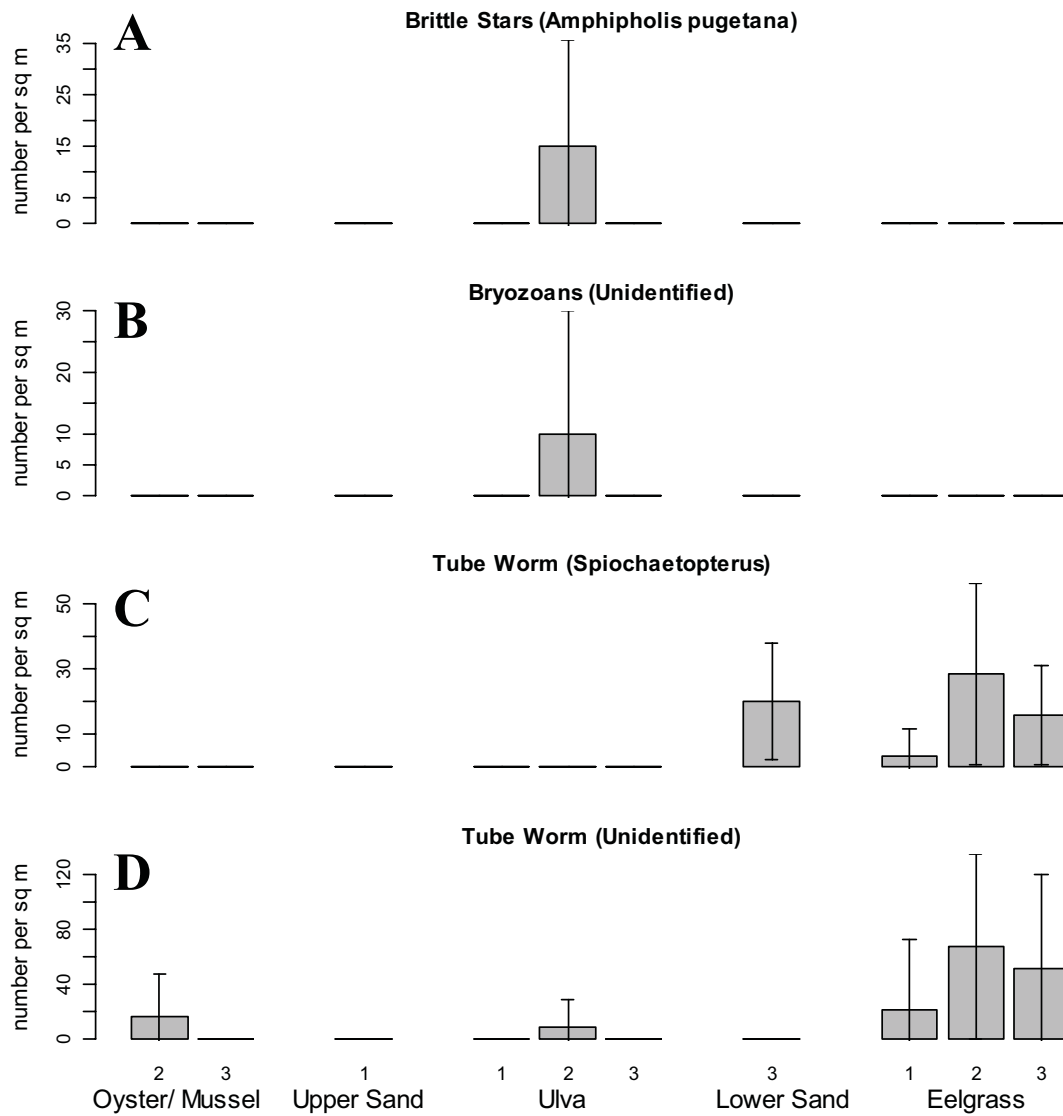 A
Brittle Stars (Amphipholis pugetana)
number per sq m
0 5 15 25 35
B
Bryozoans (Unidentified)
number per sq m
0 5 10 20 30
C
Tube Worm (Spiochaetopterus)
number per sq m
0 10 30 50
D
Tube Worm (Unidentified)
number per sq m
0 40 80 120
2 3 1 1 2 3 3 1 2 3
Oyster/ Mussel Upper Sand Ulva Lower Sand Eelgrass